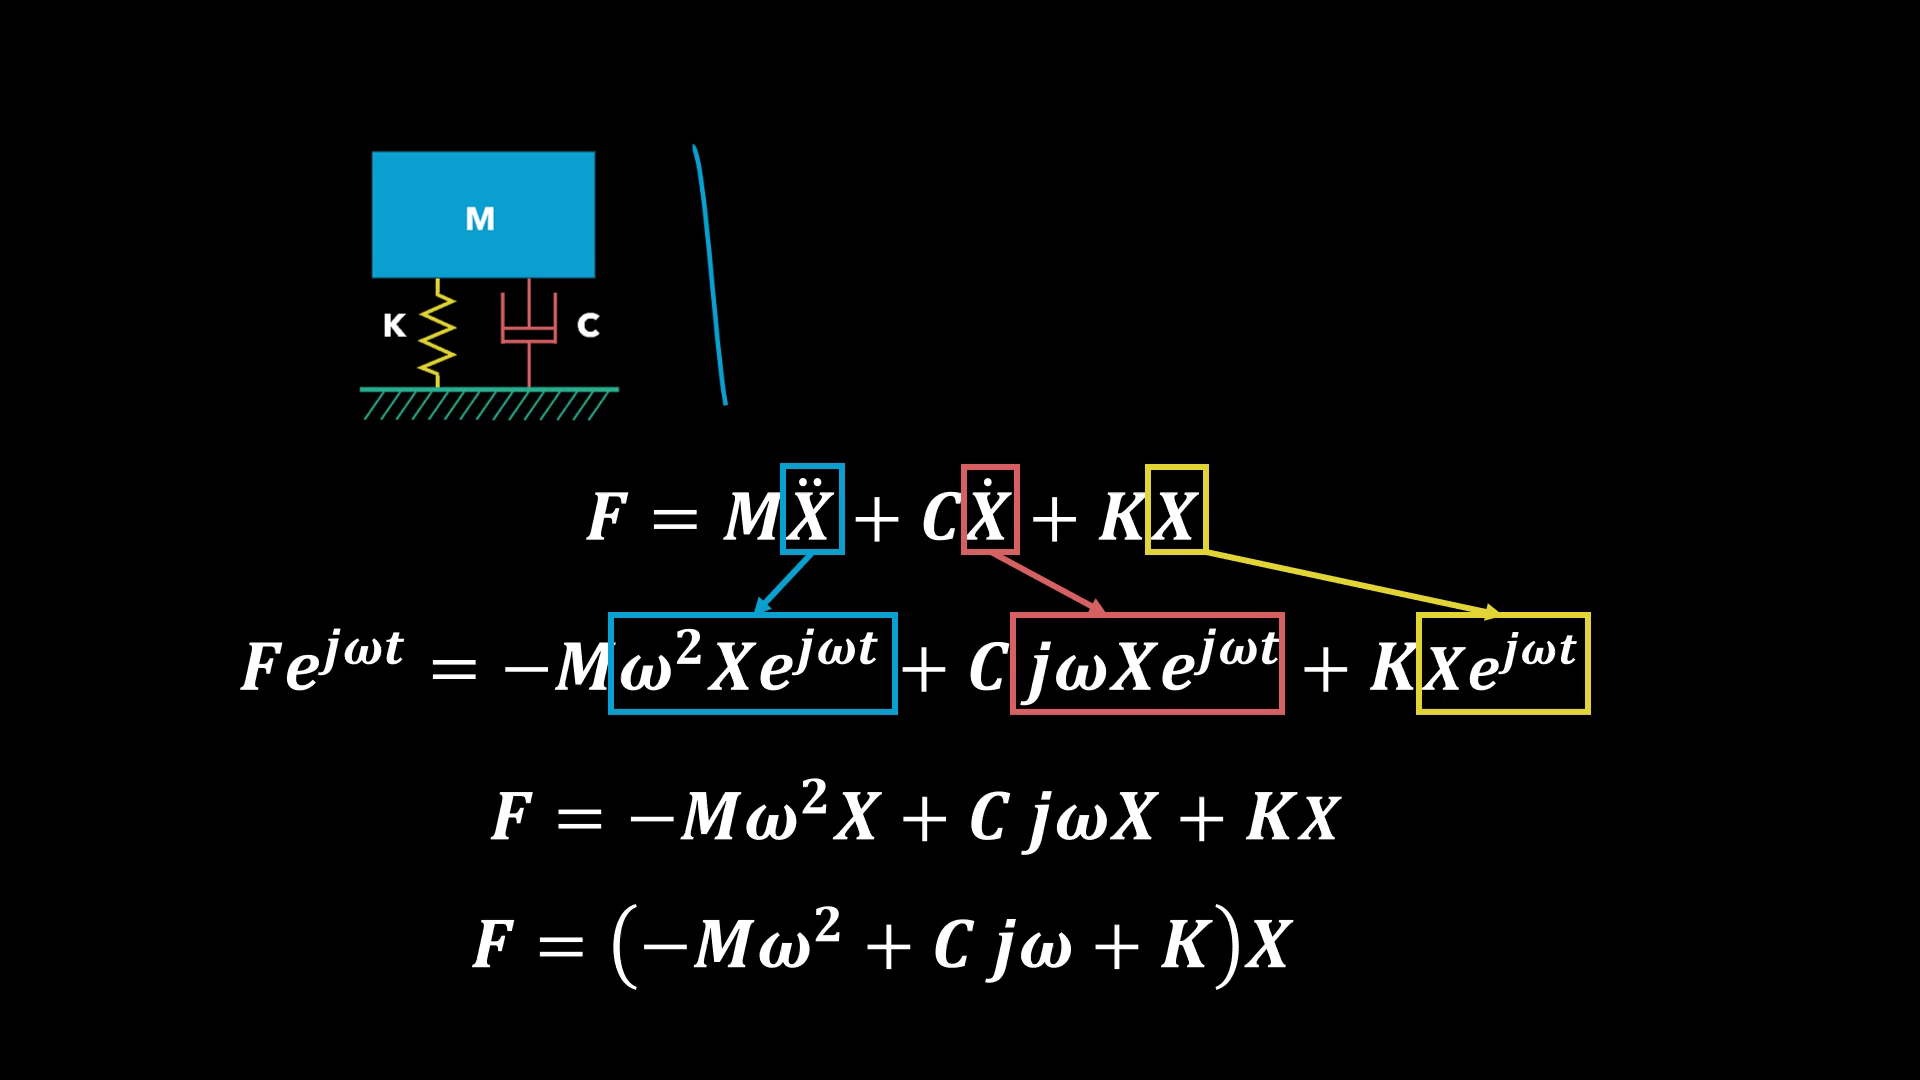 M
K C
F = MẌ + CẊ + KX
Fe^{jωt} = −Mω²Xe^{jωt} + C jωXe^{jωt} + KXe^{jωt}
F = −Mω²X + C jωX + KX
F = (−Mω² + C jω + K)X